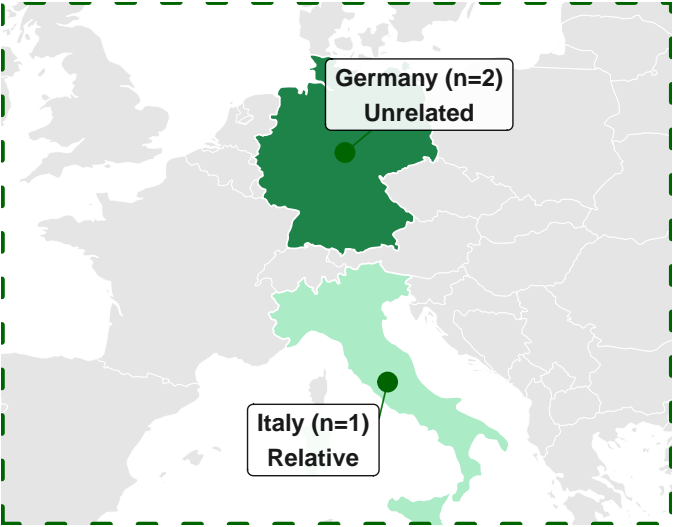 Germany (n=2)
Unrelated
Italy (n=1)
Relative